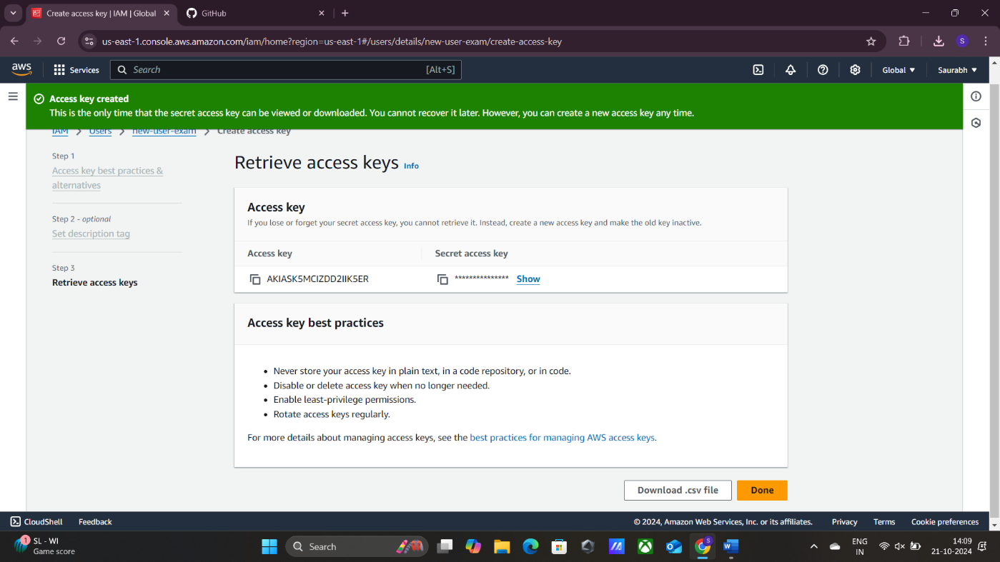 Create access key | IAM | Global
GitHub
us-east-1.console.aws.amazon.com/iam/home?region=us-east-1#/users/details/new-user-exam/create-access-key
S
aws
Services
Search
[Alt+S]
Global ▼
Saurabh ▼
Access key created
This is the only time that the secret access key can be viewed or downloaded. You cannot recover it later. However, you can create a new access key any time.
IAM > Users > new-user-exam > Create access key
Step 1
Access key best practices &
alternatives
Step 2 - optional
Set description tag
Step 3
Retrieve access keys
Retrieve access keys Info
Access key
If you lose or forget your secret access key, you cannot retrieve it. Instead, create a new access key and make the old key inactive.
Access key
Secret access key
AKIASK5MCIZDD2IIK5ER
*************** Show
Access key best practices
• Never store your access key in plain text, in a code repository, or in code.
• Disable or delete access key when no longer needed.
• Enable least-privilege permissions.
• Rotate access keys regularly.
For more details about managing access keys, see the best practices for managing AWS access keys.
Download .csv file
Done
CloudShell
Feedback
© 2024, Amazon Web Services, Inc. or its affiliates.
Privacy
Terms
Cookie preferences
1
SL - WI
Game score
Search
S
W
ENG
IN
14:09
21-10-2024